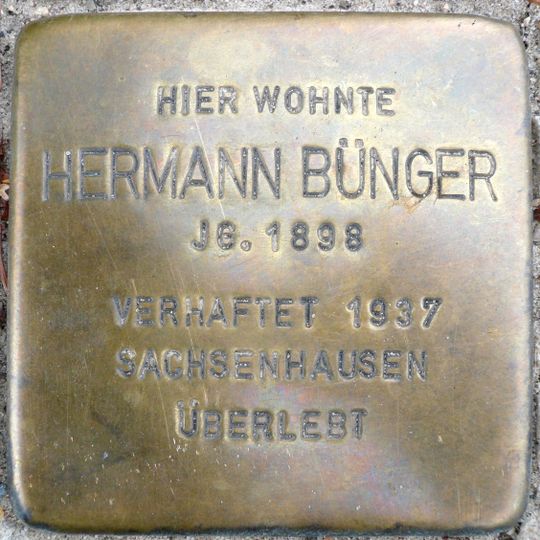 HIER WOHNTE
HERMANN BÜNGER
JG. 1898
VERHAFTET 1937
SACHSENHAUSEN
ÜBERLEBT